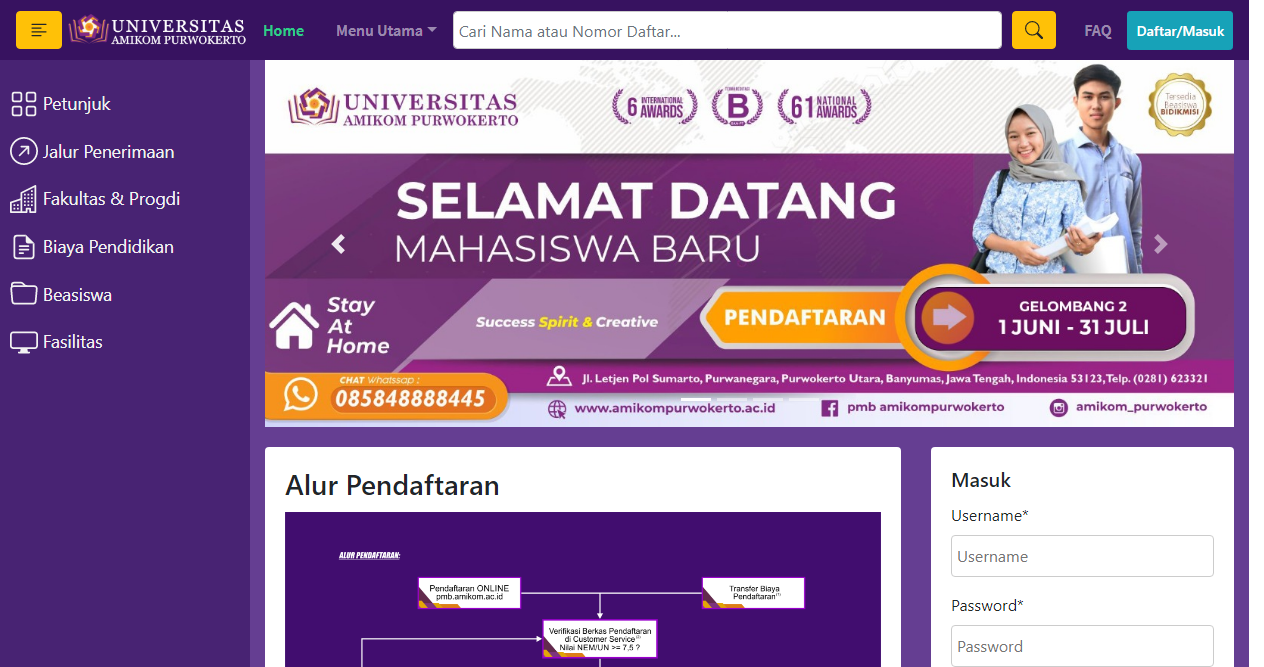 UNIVERSITAS
AMIKOM PURWOKERTO
Home
Menu Utama
Cari Nama atau Nomor Daftar...
FAQ
Daftar/Masuk
Petunjuk
Jalur Penerimaan
Fakultas & Progdi
Biaya Pendidikan
Beasiswa
Fasilitas
UNIVERSITAS
AMIKOM PURWOKERTO
6 INTERNATIONAL AWARDS
B
61 NATIONAL AWARDS
Tersedia
Beasiswa
BIDIKMISI
SELAMAT DATANG
MAHASISWA BARU
Stay
At
Home
Success Spirit & Creative
PENDAFTARAN
GELOMBANG 2
1 JUNI - 31 JULI
CHAT Whatssap :
085848888445
Jl. Letjen Pol Sumarto, Purwanegara, Purwokerto Utara, Banyumas, Jawa Tengah, Indonesia 53123, Telp. (0281) 623321
www.amikompurwokerto.ac.id
pmb amikompurwokerto
amikom_purwokerto
Alur Pendaftaran
ALUR PENDAFTARAN:
Pendaftaran ONLINE
pmb.amikom.ac.id
Transfer Biaya
Pendaftaran
Verifikasi Berkas Pendaftaran
di Customer Service
Nilai NEM/UN >= 7,5 ?
Masuk
Username*
Username
Password*
Password